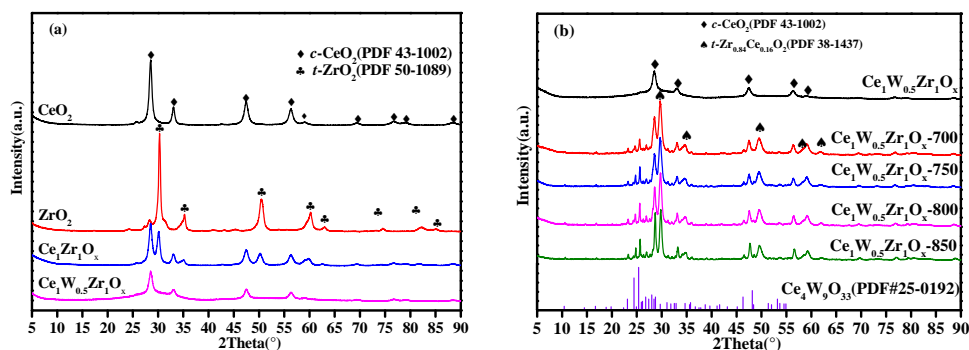 (a)
♦ c-CeO₂(PDF 43-1002)
♣ t-ZrO₂(PDF 50-1089)
CeO₂
ZrO₂
Ce₁Zr₁Oₓ
Ce₁W₀.₅Zr₁Oₓ
Intensity(a.u.)
5 10 15 20 25 30 35 40 45 50 55 60 65 70 75 80 85 90
2Theta(°)
(b)
♦ c-CeO₂(PDF 43-1002)
♠ t-Zr₀.₈₄Ce₀.₁₆O₂(PDF 38-1437)
Ce₁W₀.₅Zr₁Oₓ
Ce₁W₀.₅Zr₁Oₓ-700
Ce₁W₀.₅Zr₁Oₓ-750
Ce₁W₀.₅Zr₁Oₓ-800
Ce₁W₀.₅Zr₁Oₓ-850
Ce₄W₉O₃₃(PDF#25-0192)
Intensity(a.u.)
5 10 15 20 25 30 35 40 45 50 55 60 65 70 75 80 85 90
2Theta(°)